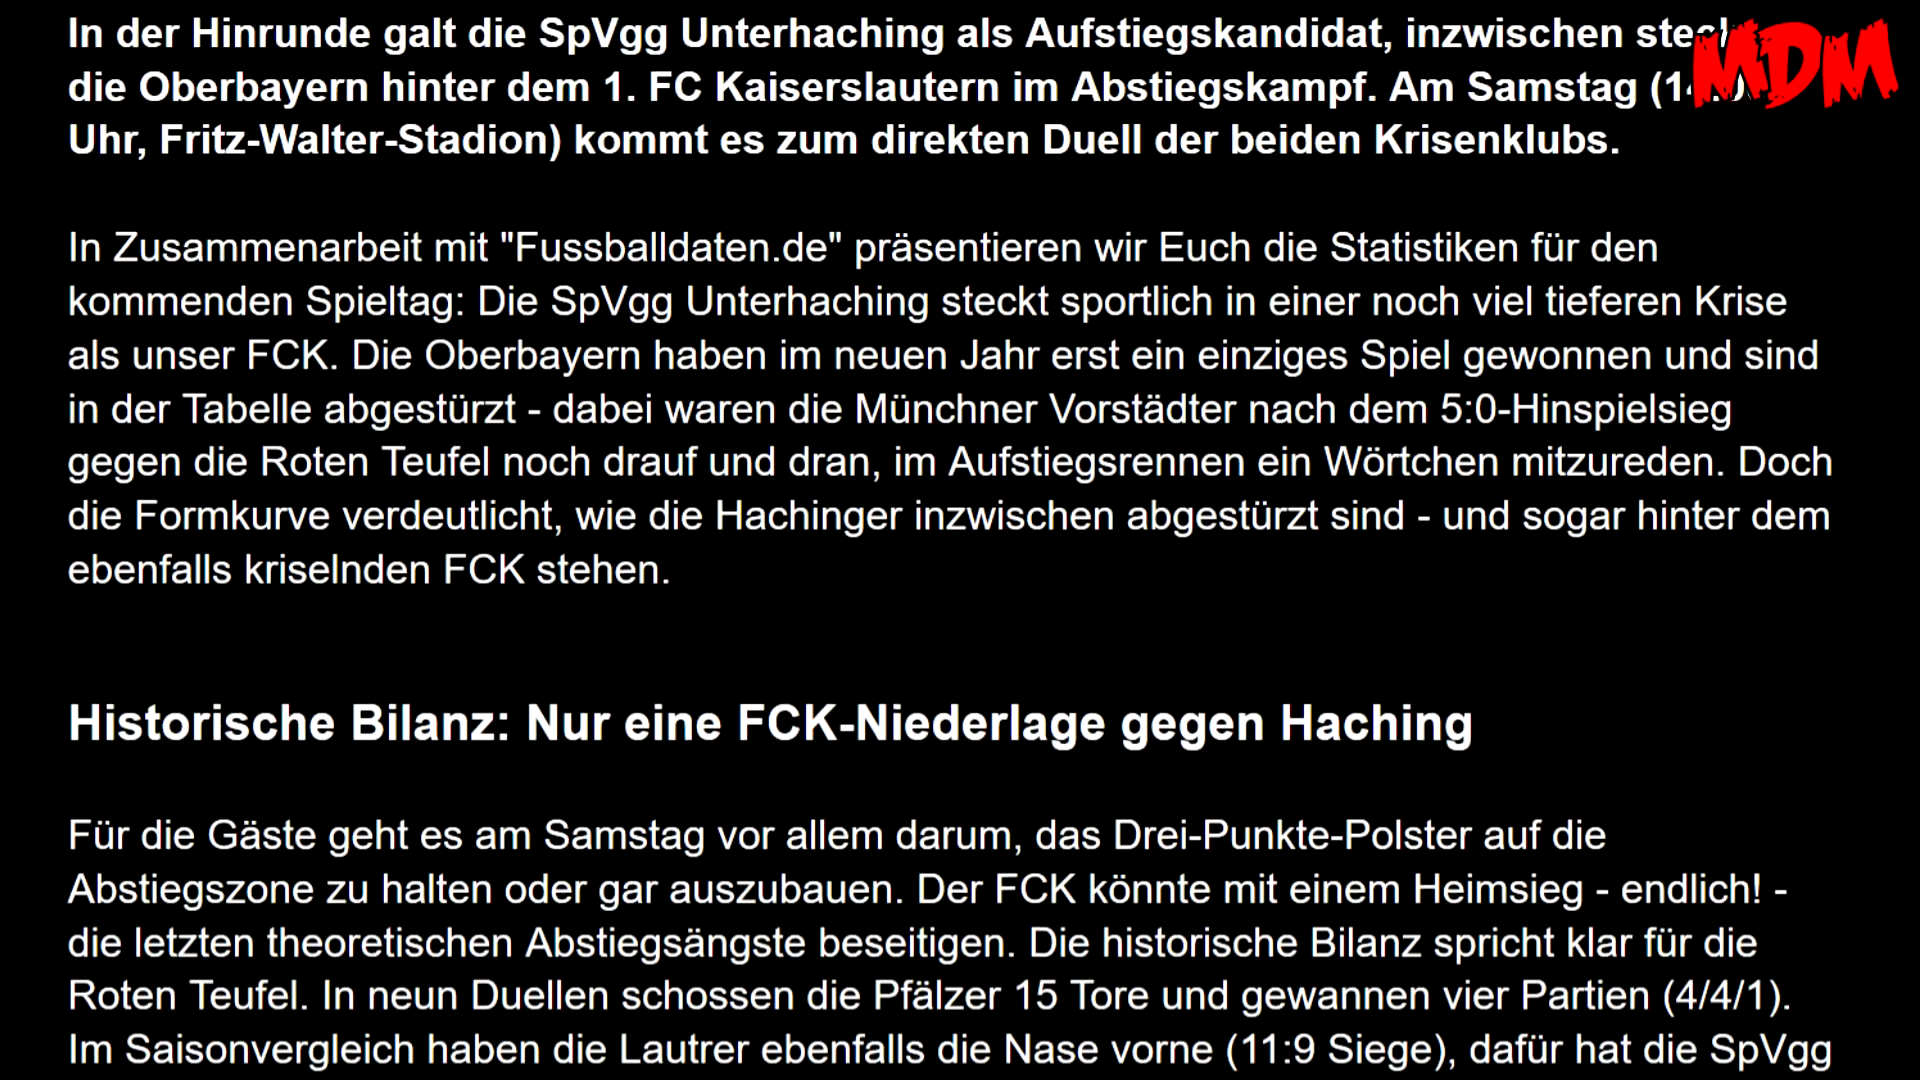 In der Hinrunde galt die SpVgg Unterhaching als Aufstiegskandidat, inzwischen
MDM
die Oberbayern hinter dem 1. FC Kaiserslautern im Abstiegskampf. Am Samstag
Uhr, Fritz-Walter-Stadion) kommt es zum direkten Duell der beiden Krisenklubs.
In Zusammenarbeit mit "Fussballdaten.de" präsentieren wir Euch die Statistiken für den
kommenden Spieltag: Die SpVgg Unterhaching steckt sportlich in einer noch viel tieferen Krise
als unser FCK. Die Oberbayern haben im neuen Jahr erst ein einziges Spiel gewonnen und sind
in der Tabelle abgestürzt - dabei waren die Münchner Vorstädter nach dem 5:0-Hinspielsieg
gegen die Roten Teufel noch drauf und dran, im Aufstiegsrennen ein Wörtchen mitzureden. Doch
die Formkurve verdeutlicht, wie die Hachinger inzwischen abgestürzt sind - und sogar hinter dem
ebenfalls kriselnden FCK stehen.
Historische Bilanz: Nur eine FCK-Niederlage gegen Haching
Für die Gäste geht es am Samstag vor allem darum, das Drei-Punkte-Polster auf die
Abstiegszone zu halten oder gar auszubauen. Der FCK könnte mit einem Heimsieg - endlich! -
die letzten theoretischen Abstiegsängste beseitigen. Die historische Bilanz spricht klar für die
Roten Teufel. In neun Duellen schossen die Pfälzer 15 Tore und gewannen vier Partien (4/4/1).
Im Saisonvergleich haben die Lautrer ebenfalls die Nase vorne (11:9 Siege), dafür hat die SpVgg